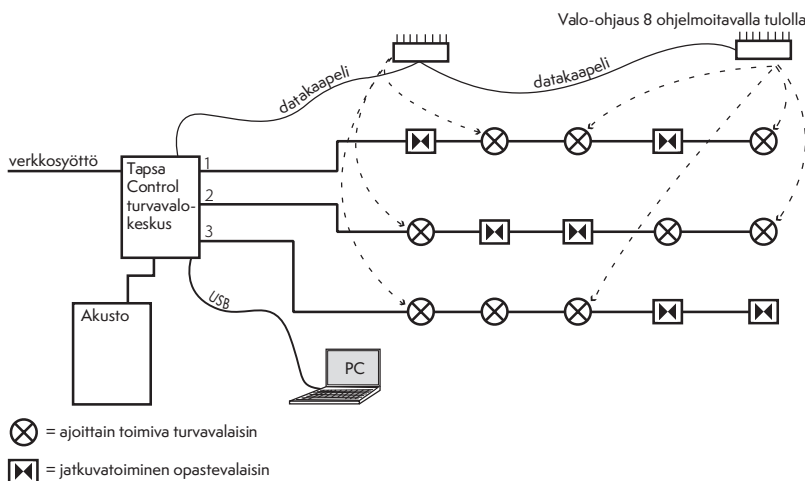 Valo-ohjaus 8 ohjelmoitavalla tulolla
datakaapeli
datakaapeli
verkkosyöttö
Tapsa
Control
turvavalo-
keskus
1
2
3
USB
Akusto
PC
= ajoittain toimiva turvavalaisin
= jatkuvatoiminen opastevalaisin